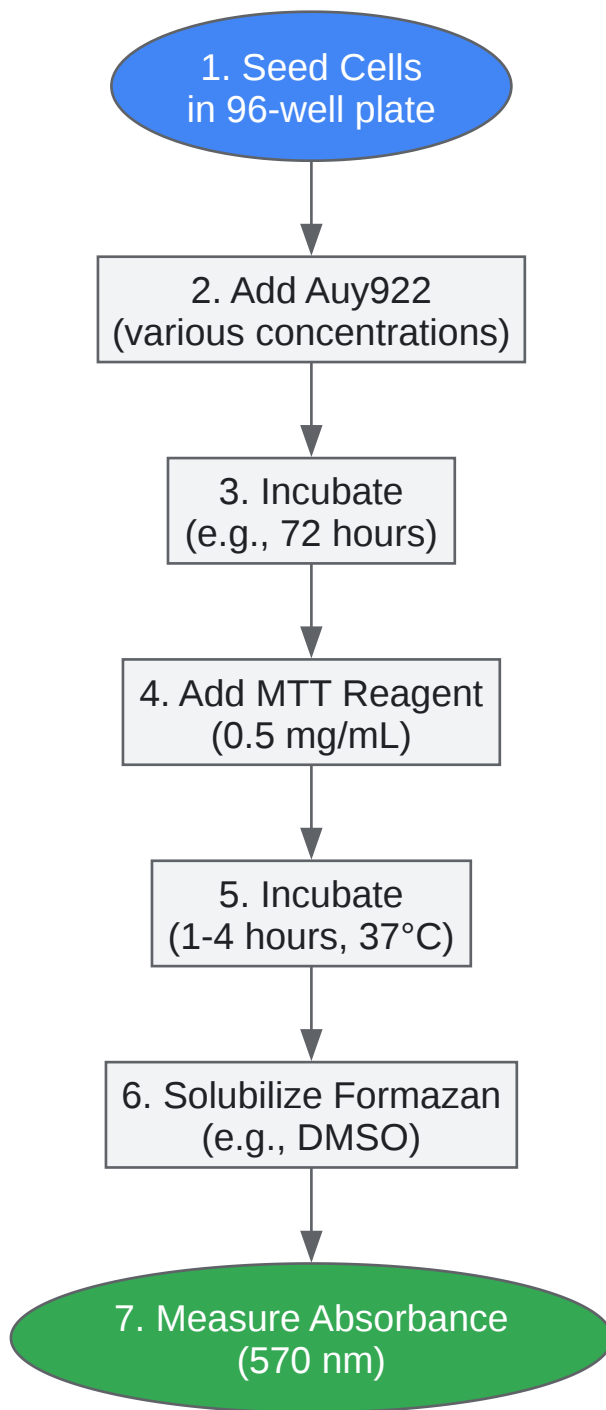 1. Seed Cells
in 96-well plate
2. Add Auy922
(various concentrations)
3. Incubate
(e.g., 72 hours)
4. Add MTT Reagent
(0.5 mg/mL)
5. Incubate
(1-4 hours, 37°C)
6. Solubilize Formazan
(e.g., DMSO)
7. Measure Absorbance
(570 nm)